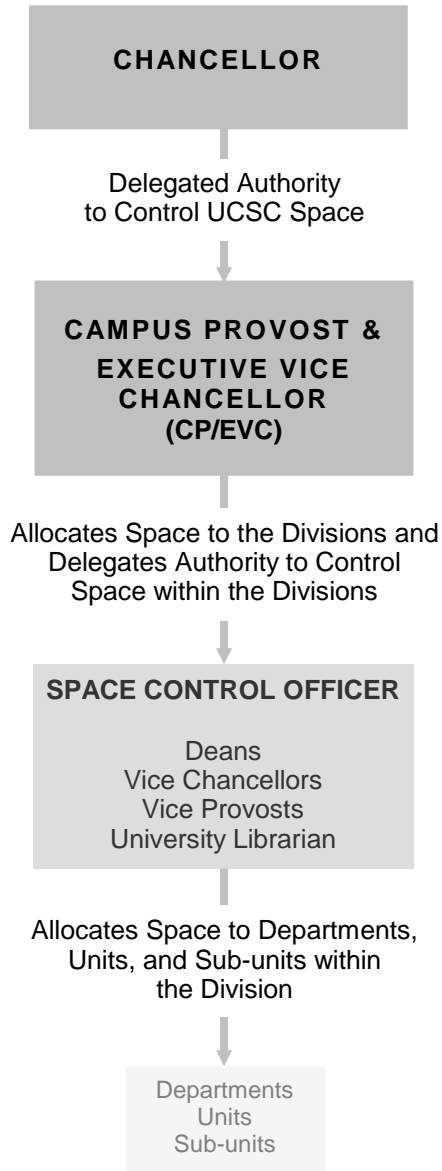 CHANCELLOR
Delegated Authority
to Control UCSC Space
CAMPUS PROVOST &
EXECUTIVE VICE
CHANCELLOR
(CP/EVC)
Allocates Space to the Divisions and
Delegates Authority to Control
Space within the Divisions
SPACE CONTROL OFFICER
Deans
Vice Chancellors
Vice Provosts
University Librarian
Allocates Space to Departments,
Units, and Sub-units within
the Division
Departments
Units
Sub-units